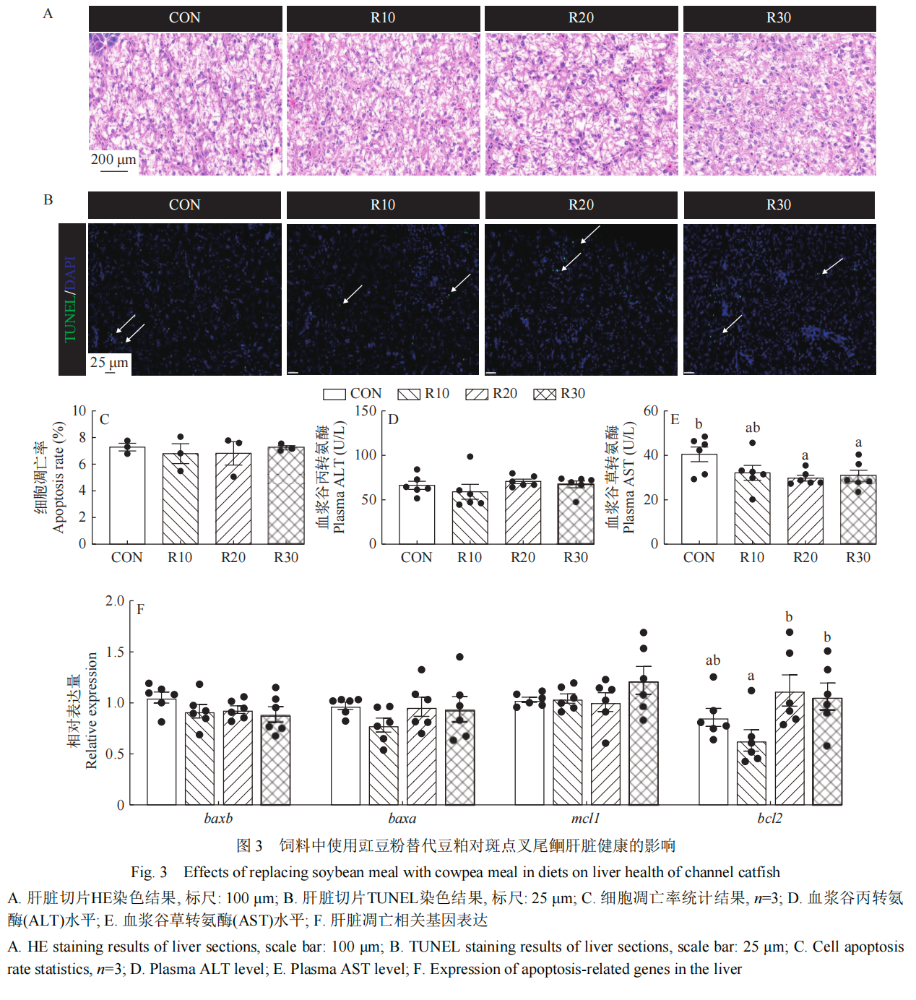 A
CON R10 R20 R30
200 μm
B
CON R10 R20 R30
TUNEL/DAPI
25 μm
CON R10 R20 R30
C
细胞凋亡率
Apoptosis rate (%)
10
8
6
4
2
0
CON R10 R20 R30
D
血浆谷丙转氨酶
Plasma ALT (U/L)
150
100
50
0
CON R10 R20 R30
E
血浆谷草转氨酶
Plasma AST (U/L)
60
40
20
0
b ab a a
CON R10 R20 R30
F
相对表达量
Relative expression
2.0
1.5
1.0
0.5
0
ab a b b
baxb baxa mcl1 bcl2
图 3 饲料中使用豇豆粉替代豆粕对斑点叉尾鮰肝脏健康的影响
Fig. 3 Effects of replacing soybean meal with cowpea meal in diets on liver health of channel catfish
A. 肝脏切片HE染色结果, 标尺: 100 μm; B. 肝脏切片TUNEL染色结果, 标尺: 25 μm; C. 细胞凋亡率统计结果, n=3; D. 血浆谷丙转氨
酶(ALT)水平; E. 血浆谷草转氨酶(AST)水平; F. 肝脏凋亡相关基因表达
A. HE staining results of liver sections, scale bar: 100 μm; B. TUNEL staining results of liver sections, scale bar: 25 μm; C. Cell apoptosis
rate statistics, n=3; D. Plasma ALT level; E. Plasma AST level; F. Expression of apoptosis-related genes in the liver